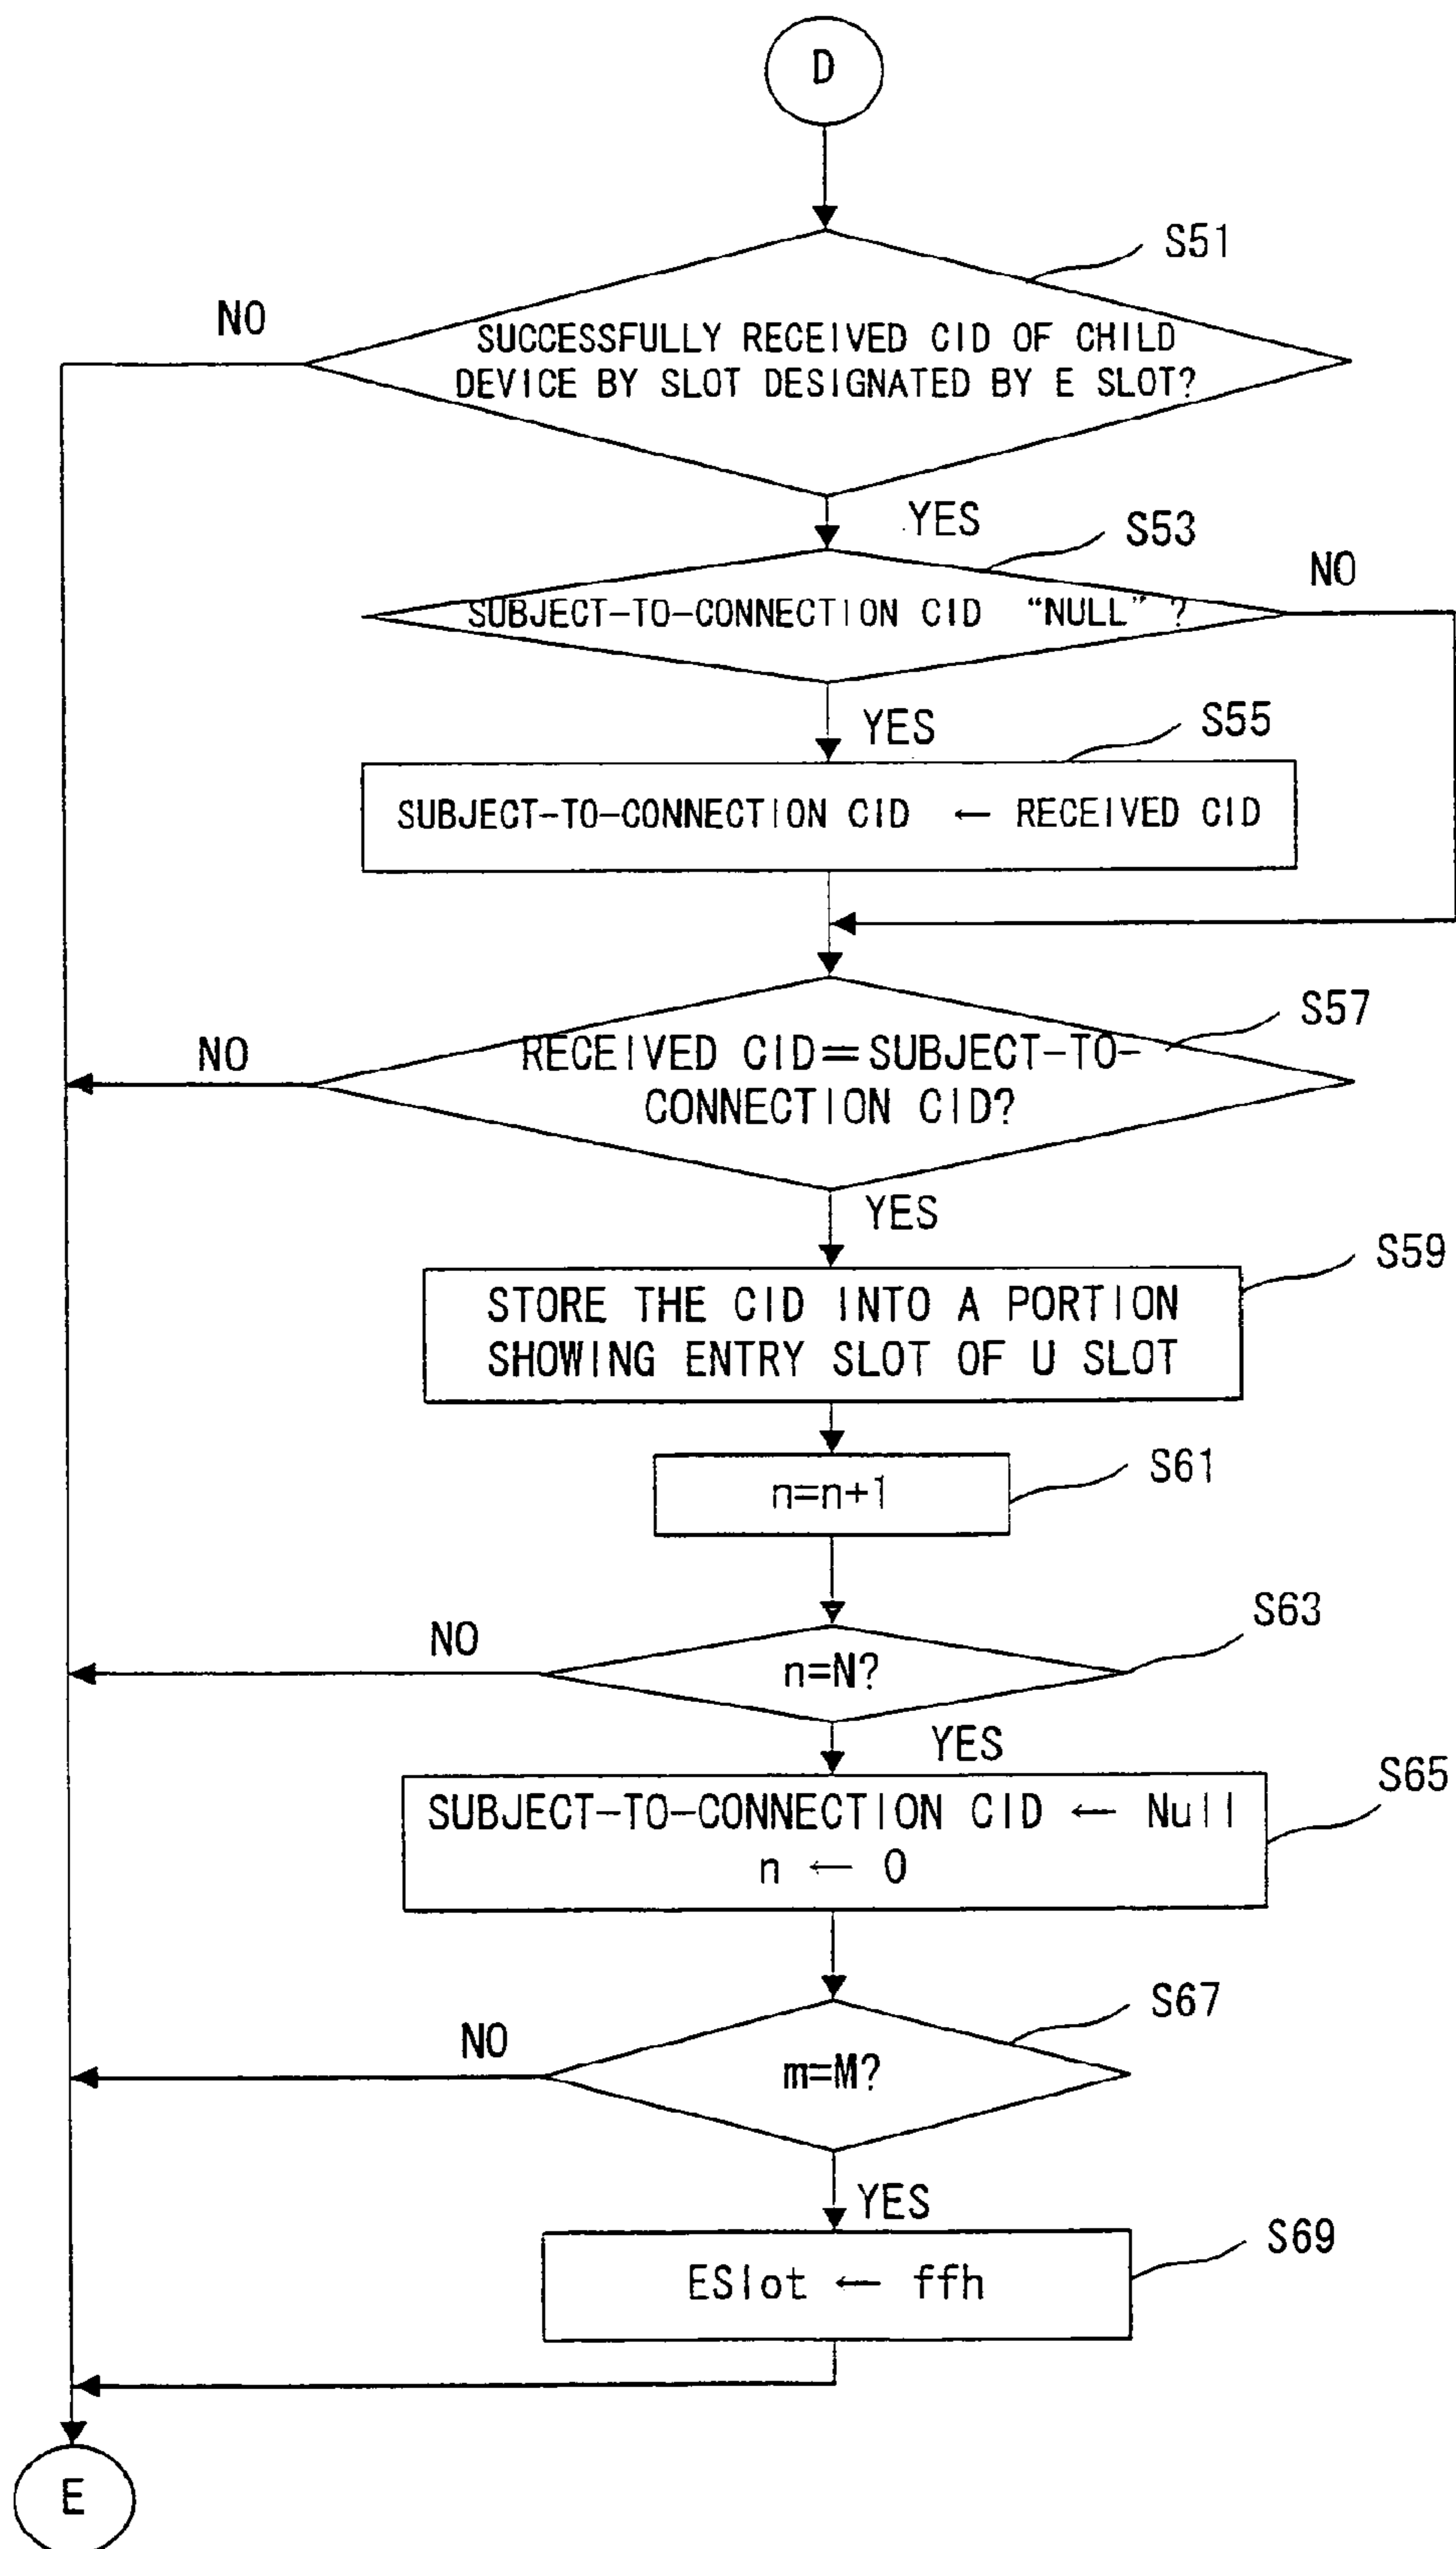 D
S51
NO
SUCCESSFULLY RECEIVED CID OF CHILD
DEVICE BY SLOT DESIGNATED BY E SLOT?
YES
S53
NO
SUBJECT-TO-CONNECTION CID "NULL" ?
YES
S55
SUBJECT-TO-CONNECTION CID ← RECEIVED CID
S57
NO
RECEIVED CID=SUBJECT-TO-
CONNECTION CID?
YES
S59
STORE THE CID INTO A PORTION
SHOWING ENTRY SLOT OF U SLOT
S61
n=n+1
S63
NO
n=N?
YES
S65
SUBJECT-TO-CONNECTION CID ← Null
n ← 0
S67
NO
m=M?
YES
S69
ESlot ← ffh
E